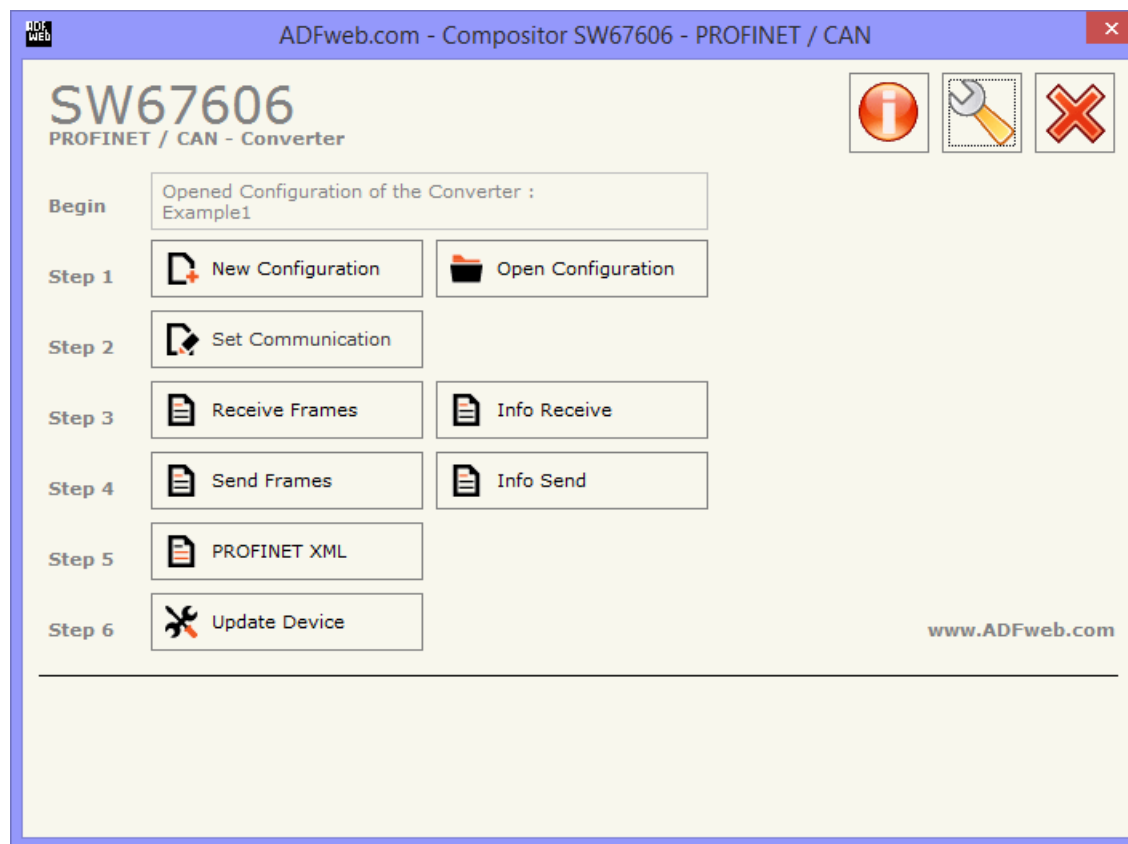 ADF
WEB
ADFweb.com - Compositor SW67606 - PROFINET / CAN
SW67606
PROFINET / CAN - Converter
Begin
Opened Configuration of the Converter :
Example1
Step 1
New Configuration
Open Configuration
Step 2
Set Communication
Step 3
Receive Frames
Info Receive
Step 4
Send Frames
Info Send
Step 5
PROFINET XML
Step 6
Update Device
www.ADFweb.com